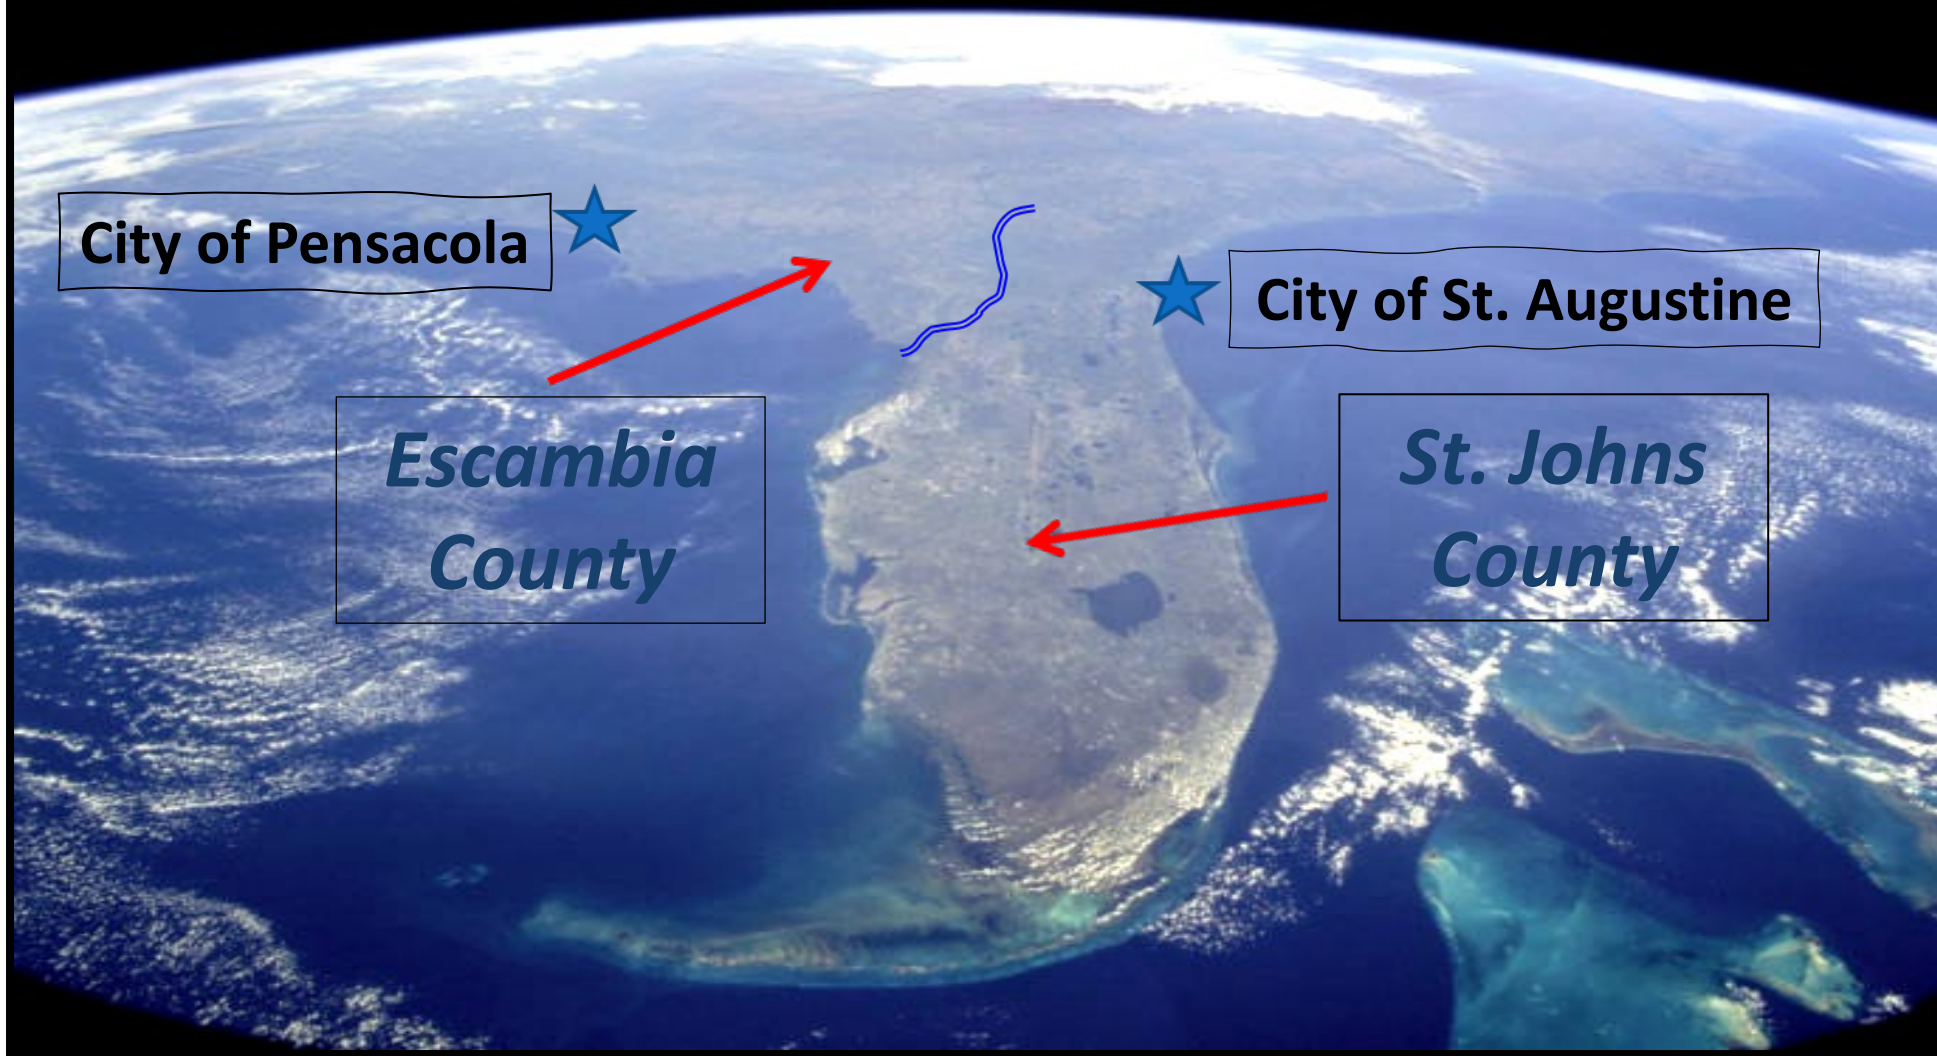 City of Pensacola
City of St. Augustine
Escambia
County
St. Johns
County